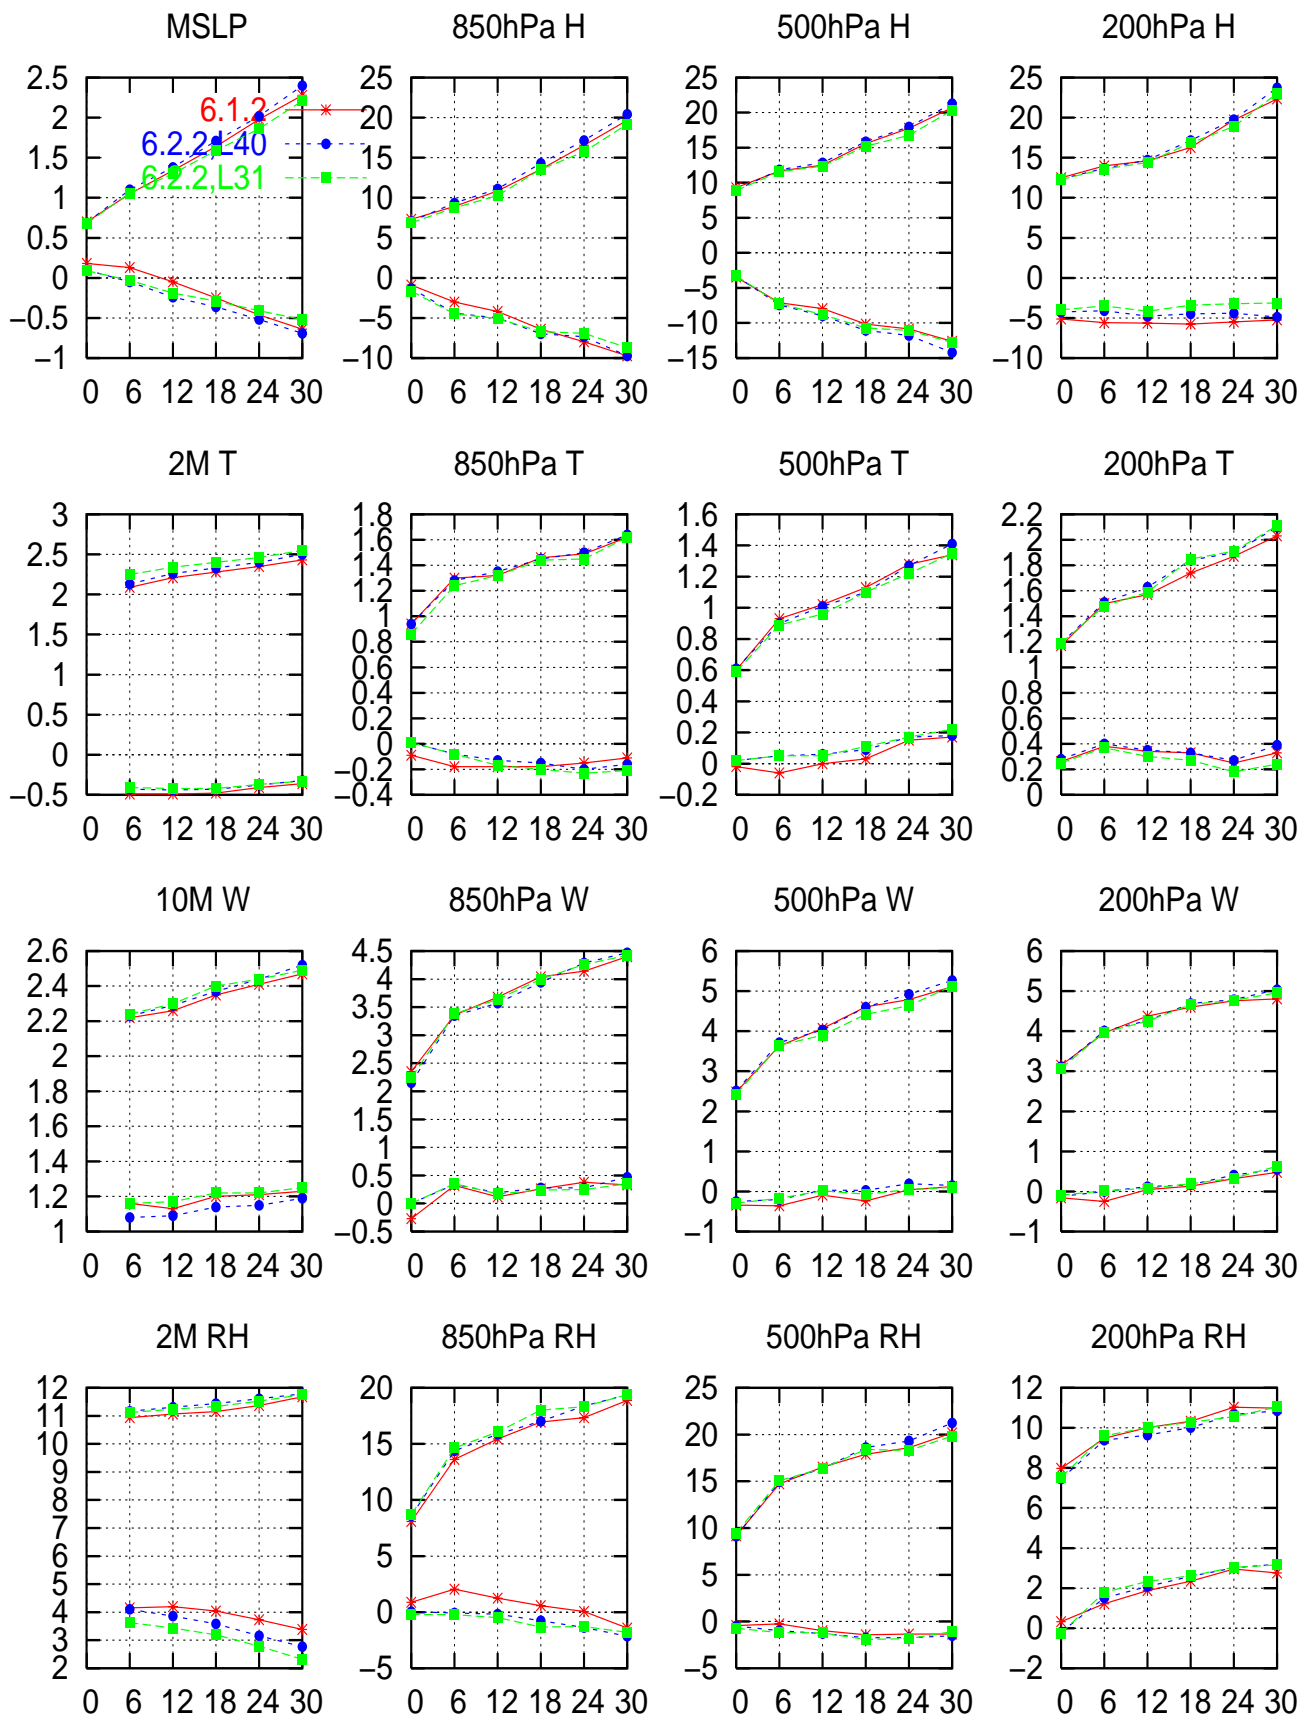 MSLP 850hPa H 500hPa H 200hPa H
2.5 25 25 25
6.1.2
2 20 20 20
6.2.2,L40
1.5 15 15 15
6.2.2,L31
1 10 10 10
0.5 5 5 5
0 0 0 0
−0.5 −5 −5 −5
−10
−1 −10 −15 −10
0 6 12 18 24 30 0 6 12 18 24 30 0 6 12 18 24 30 0 6 12 18 24 30
2M T 850hPa T 500hPa T 200hPa T
3 1.8 1.6 2.2
2.5 1.6 1.4 2
2 1.4 1.2 1.8
1.5 1.2 1 1.6
1 1 0.8 1.4
0.5 0.8 0.6 1.2
0 0.6 0.4 1
−0.5 0.4 0.2 0.8
0.2 0 0.6
0 −0.2 0.4
−0.2 0.2
−0.4 0
0 6 12 18 24 30 0 6 12 18 24 30 0 6 12 18 24 30 0 6 12 18 24 30
10M W 850hPa W 500hPa W 200hPa W
2.6 4.5 6 6
2.4 4 5 5
2.2 3.5 4 4
2 3 3 3
1.8 2.5 2 2
1.6 2 1 1
1.4 1.5 0 0
1.2 1 −1 −1
1 0.5
0
−0.5
0 6 12 18 24 30 0 6 12 18 24 30 0 6 12 18 24 30 0 6 12 18 24 30
2M RH 850hPa RH 500hPa RH 200hPa RH
12 20 25 12
11 15 20 10
10 10 15 8
9 5 10 6
8 0 5 4
7 −5 0 2
6 −5 0
5 −2
4
3
2
0 6 12 18 24 30 0 6 12 18 24 30 0 6 12 18 24 30 0 6 12 18 24 30